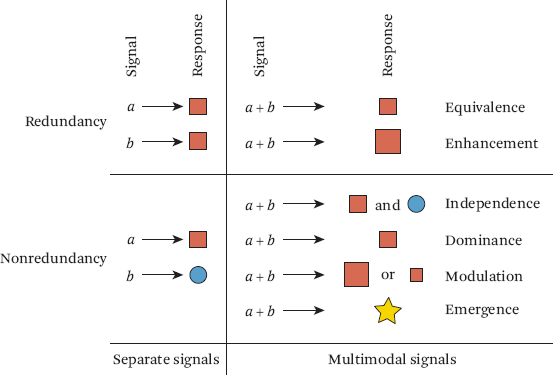 Signal Response Signal Response
Redundancy
a a + b Equivalence
b a + b Enhancement
a + b and Independence
Nonredundancy
a a + b Dominance
b a + b or Modulation
a + b Emergence
Separate signals Multimodal signals